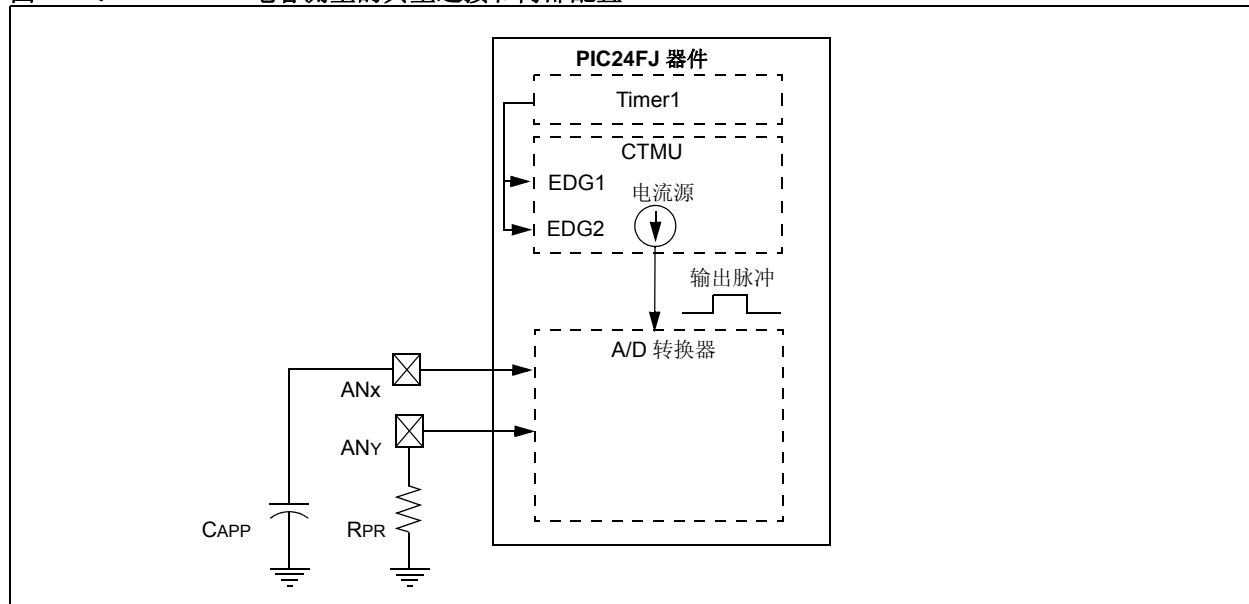 PIC24FJ 器件
Timer1
CTMU
EDG1
电流源
EDG2
输出脉冲
A/D 转换器
ANX
ANY
CAPP
RPR